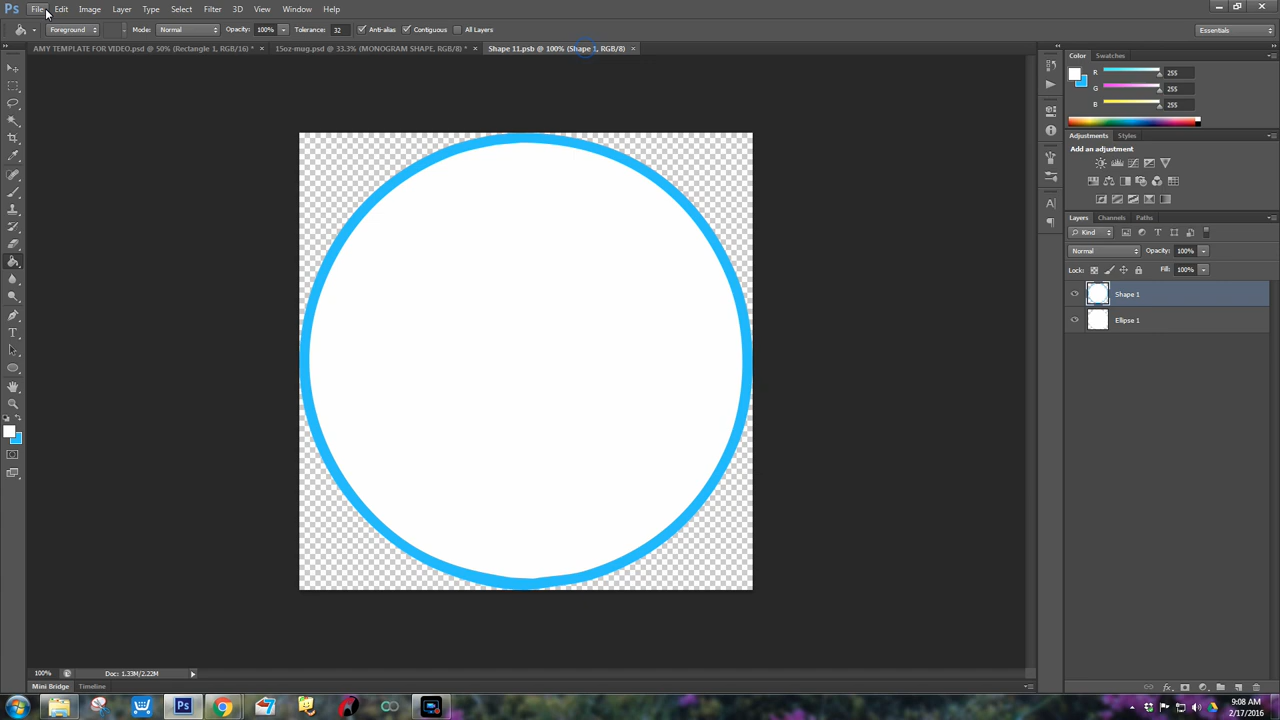 Ps File Edit Image Layer Type Select Filter 3D View Window Help
Foreground Mode: Normal Opacity: 100% Tolerance: 32 Anti-alias Contiguous All Layers Essentials
AMY TEMPLATE FOR VIDEO.psd @ 50% (Rectangle 1, RGB/16) * × 15oz-mug.psd @ 33.3% (MONOGRAM SHAPE, RGB/8) * × Shape 11.psb @ 100% (Shape 1, RGB/8) ×
Color Swatches
R 255
G 255
B 255
Adjustments Styles
Add an adjustment
Layers Channels Paths
Kind
Normal Opacity: 100%
Lock: Fill: 100%
Shape 1
Ellipse 1
100% Doc: 1.33M/2.22M
Mini Bridge Timeline
9:08 AM
2/17/2016